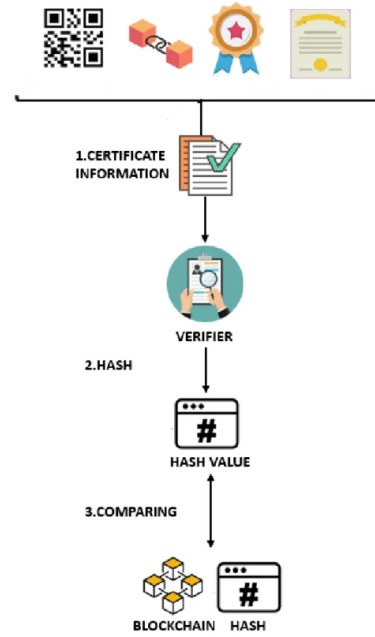 1.CERTIFICATE
INFORMATION
VERIFIER
2.HASH
#
HASH VALUE
3.COMPARING
#
BLOCKCHAIN HASH